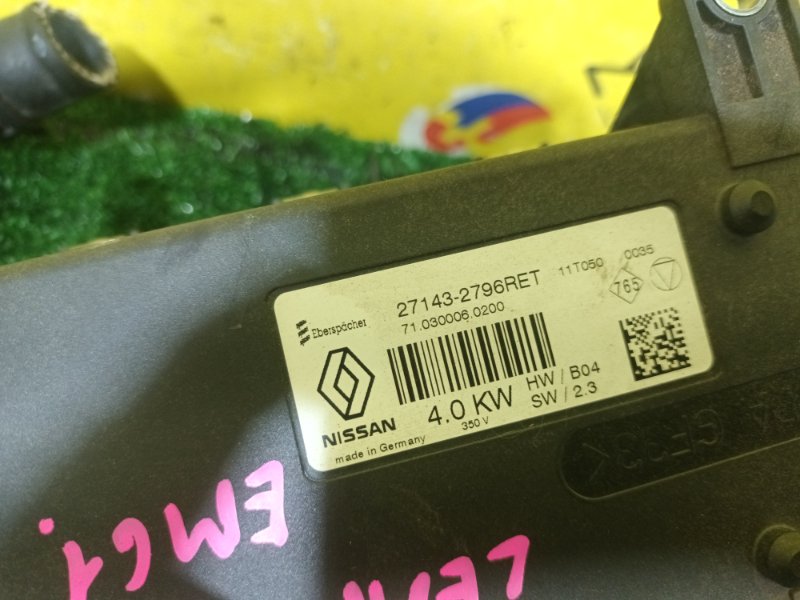 27143-2796RET 11T050 0035
71.030006.0200
765
Eberspächer
HW / B04
4.0 KW SW / 2.3
350 V
NISSAN
made in Germany
EM61